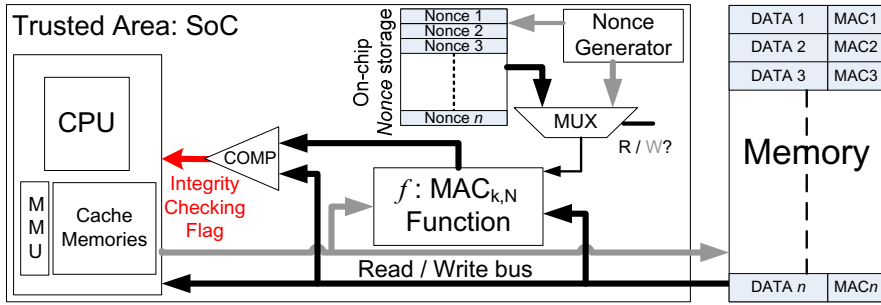 Trusted Area: SoC
CPU
MMU
Cache
Memories
COMP
Integrity
Checking
Flag
On-chip
Nonce storage
Nonce 1
Nonce 2
Nonce 3
Nonce n
Nonce
Generator
MUX
R / W?
f : MACk,N
Function
Read / Write bus
DATA 1 MAC1
DATA 2 MAC2
DATA 3 MAC3
Memory
DATA n MACn